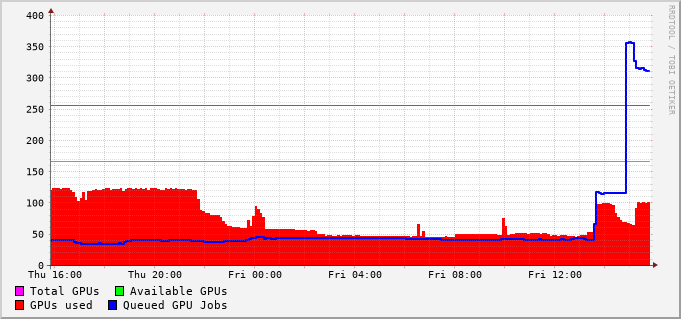 400
350
300
250
200
150
100
50
0
Thu 16:00 Thu 20:00 Fri 00:00 Fri 04:00 Fri 08:00 Fri 12:00
Total GPUs Available GPUs
GPUs used Queued GPU Jobs
RRDTOOL / TOBI OETIKER